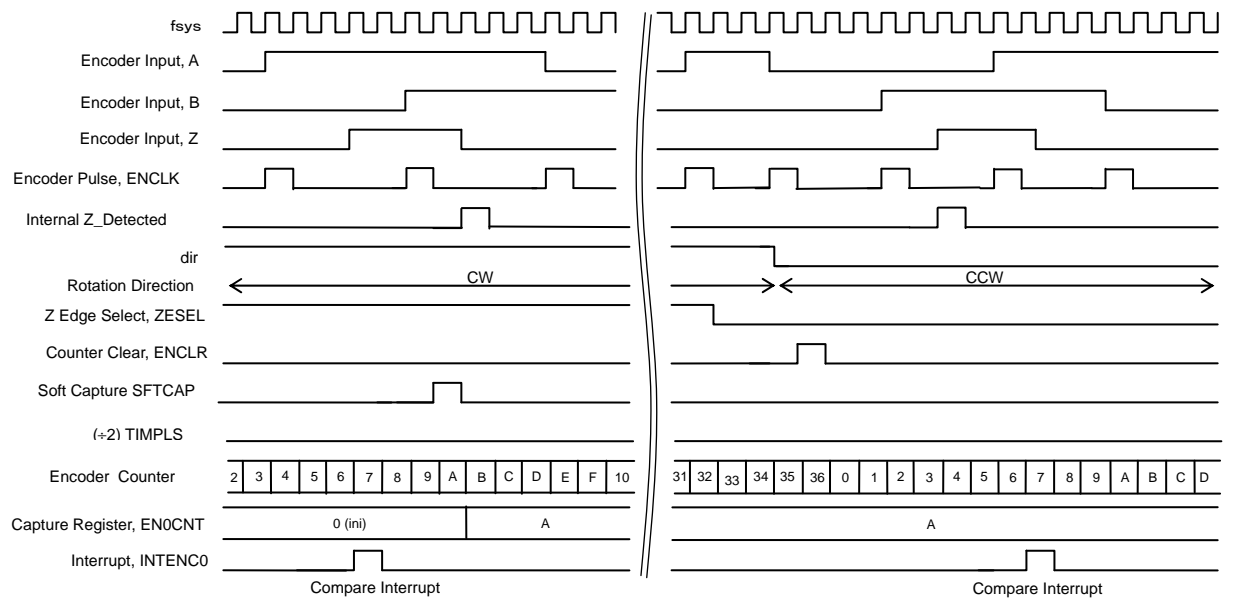 fsys
Encoder Input, A
Encoder Input, B
Encoder Input, Z
Encoder Pulse, ENCLK
Internal Z_Detected
dir
Rotation Direction
CW
CCW
Z Edge Select, ZESEL
Counter Clear, ENCLR
Soft Capture SFTCAP
(÷2) TIMPLS
Encoder Counter
2 3 4 5 6 7 8 9 A B C D E F 10
31 32 33 34 35 36 0 1 2 3 4 5 6 7 8 9 A B C D
Capture Register, EN0CNT
0 (ini)
A
A
Interrupt, INTENC0
Compare Interrupt
Compare Interrupt